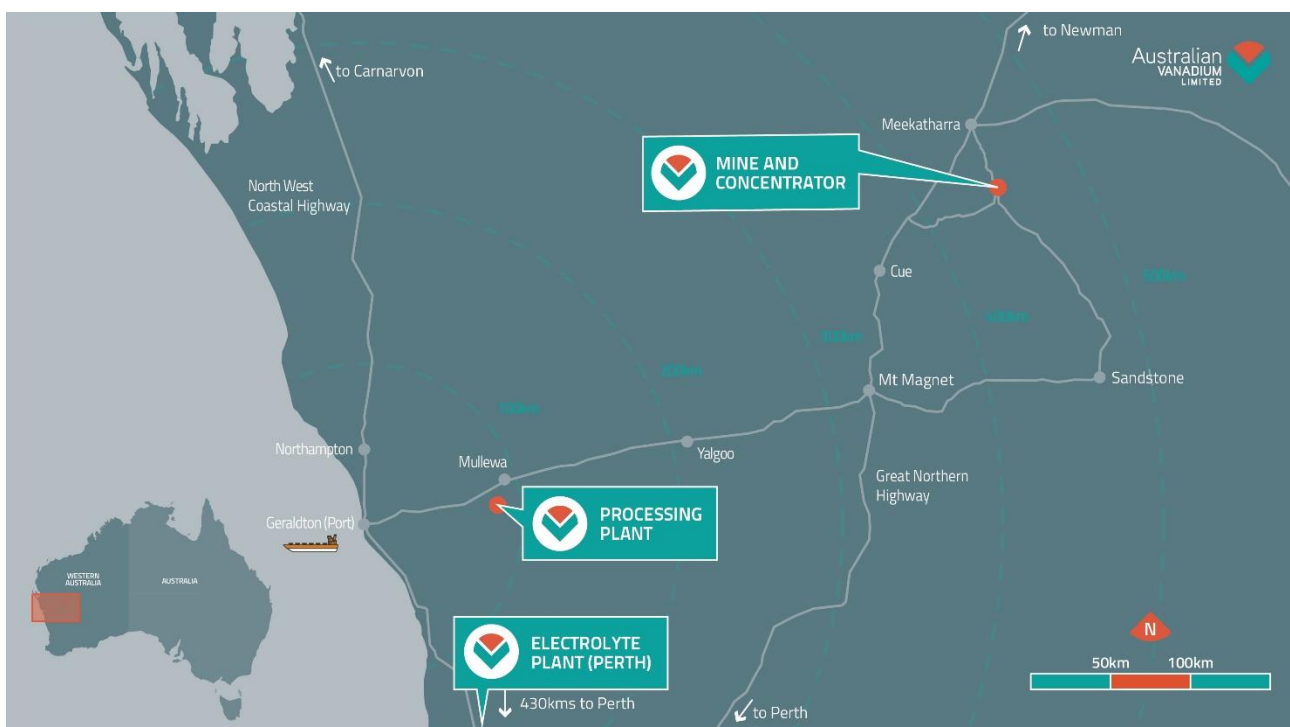 to Carnarvon
to Newman
Australian
VANADIUM
LIMITED
Meekatharra
MINE AND
CONCENTRATOR
North West
Coastal Highway
Cue
Mt Magnet
Sandstone
Northampton
Mullewa
Yalgoo
Great Northern
Highway
Geraldton (Port)
PROCESSING
PLANT
WESTERN
AUSTRALIA
AUSTRALIA
ELECTROLYTE
PLANT (PERTH)
430kms to Perth
to Perth
N
50km
100km